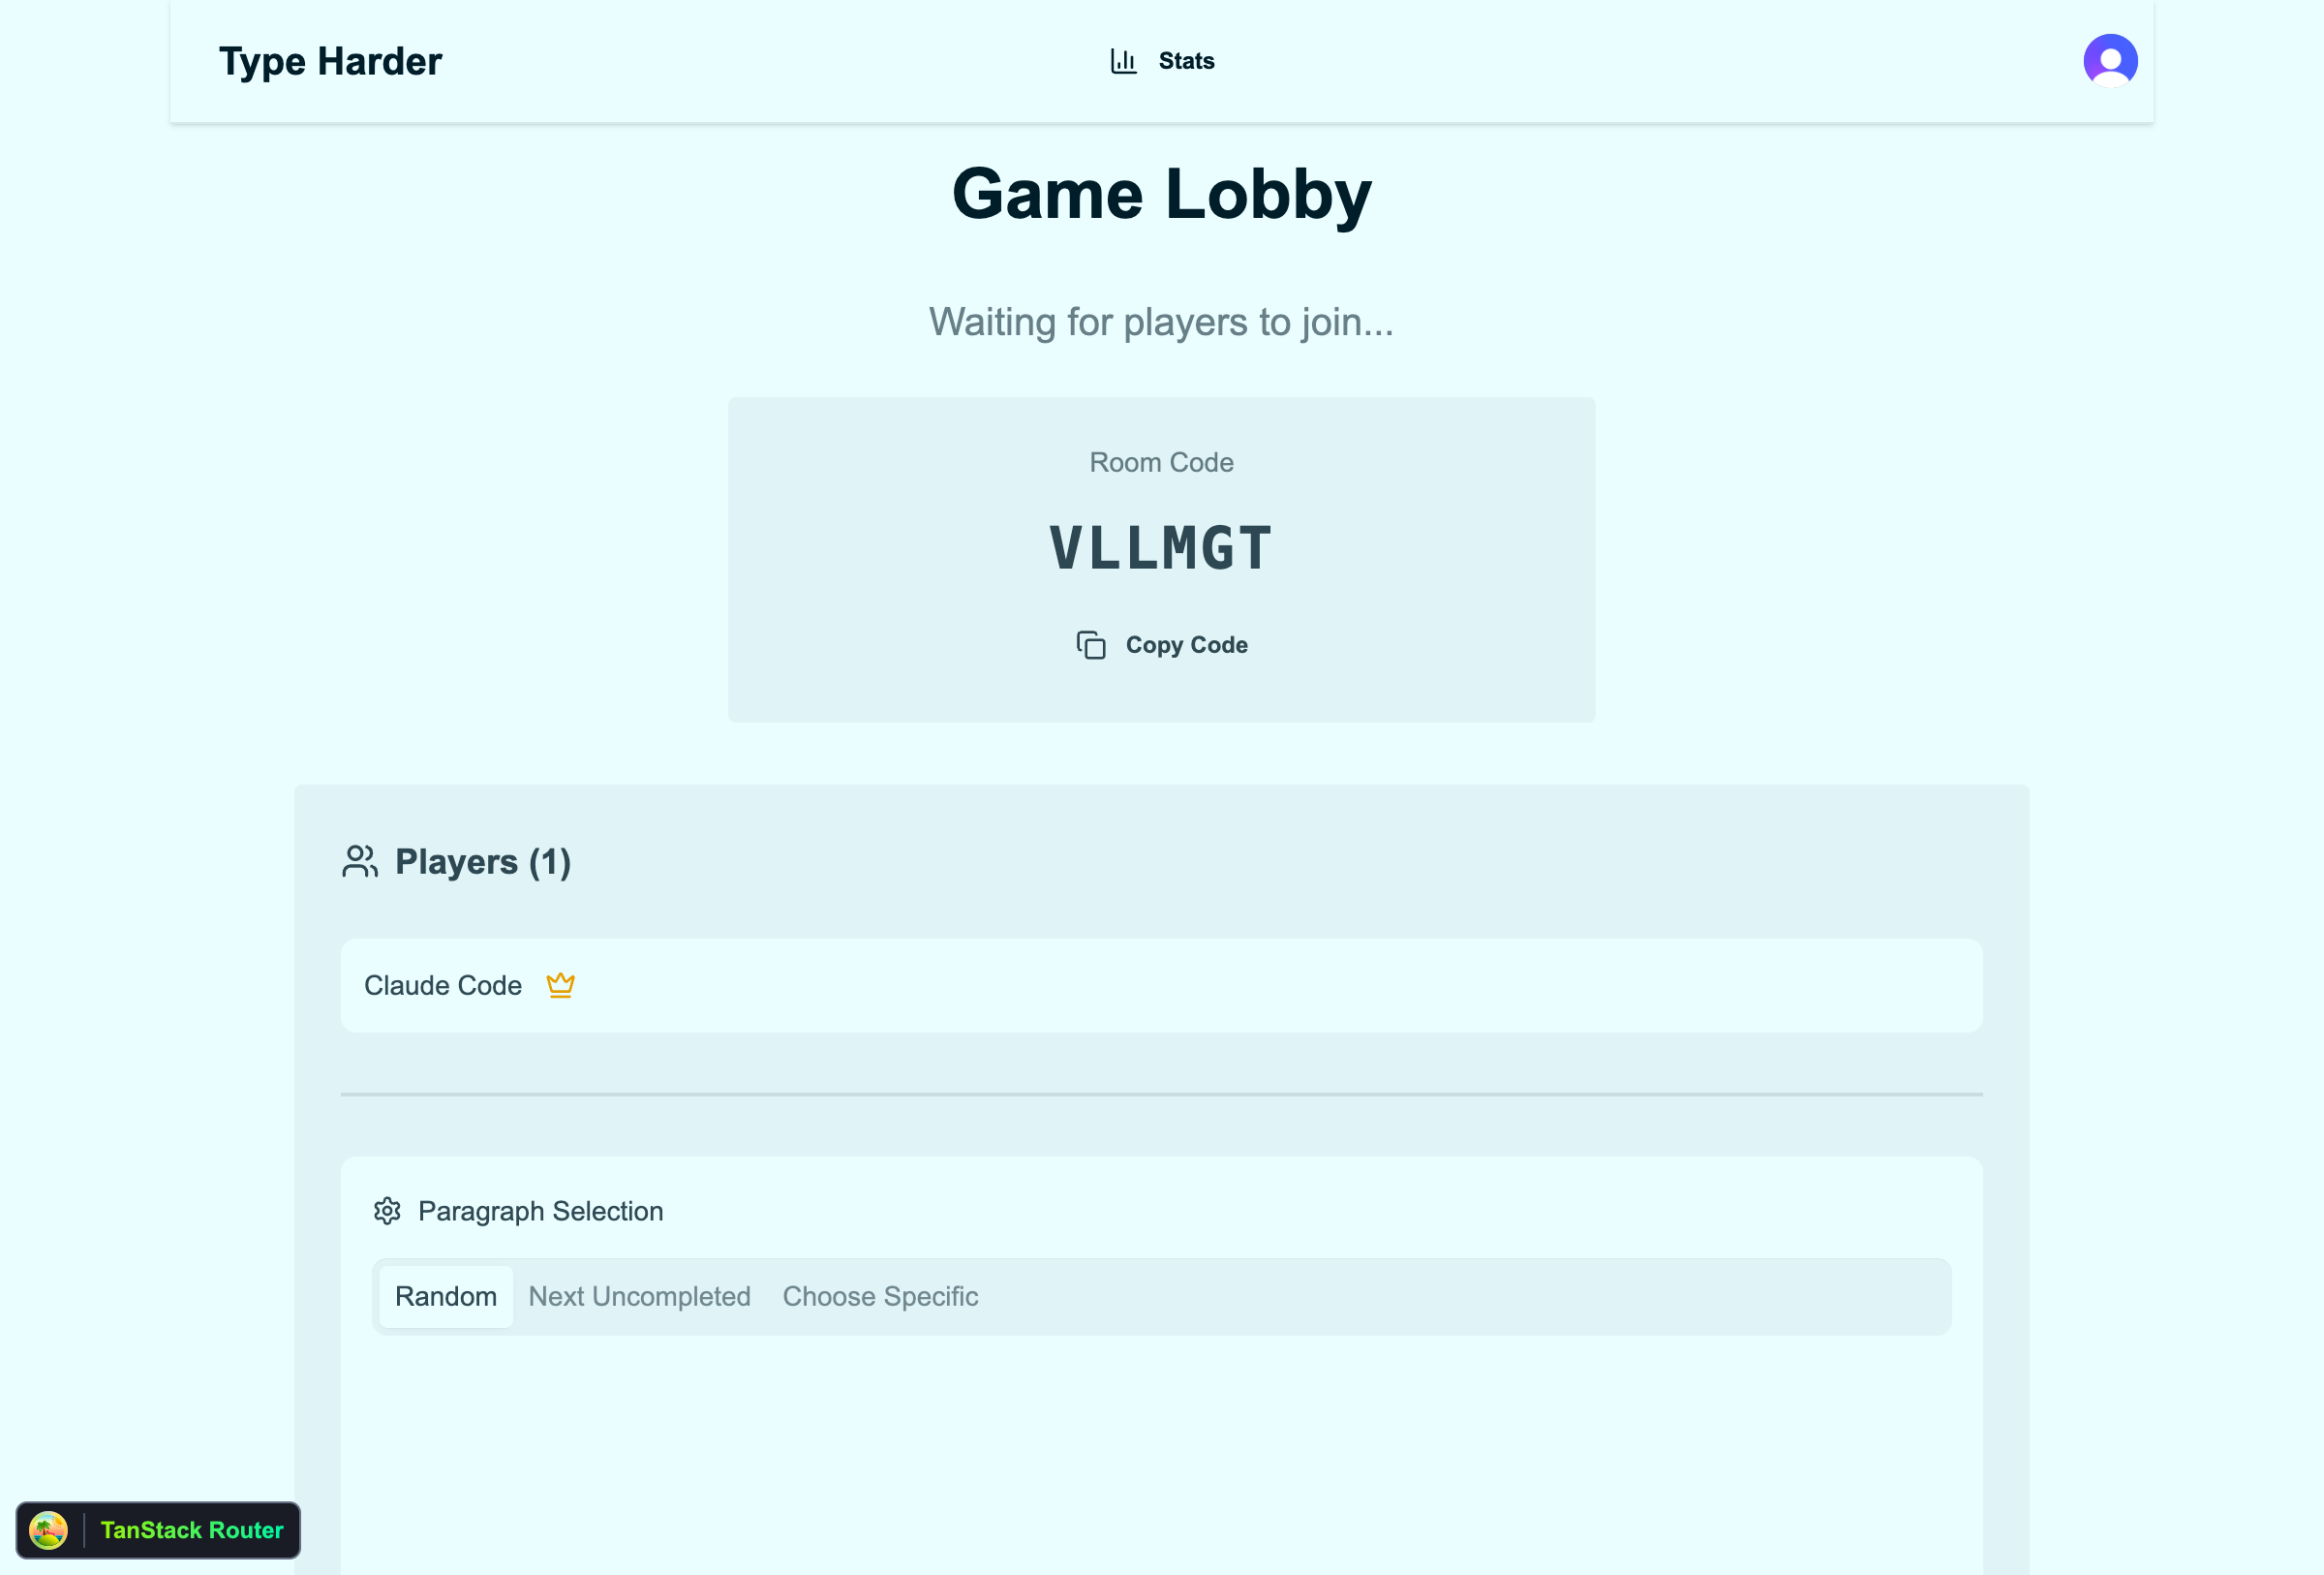 Type Harder
Stats
Game Lobby
Waiting for players to join...
Room Code
VLLMGT
Copy Code
Players (1)
Claude Code
Paragraph Selection
Random Next Uncompleted Choose Specific
TanStack Router